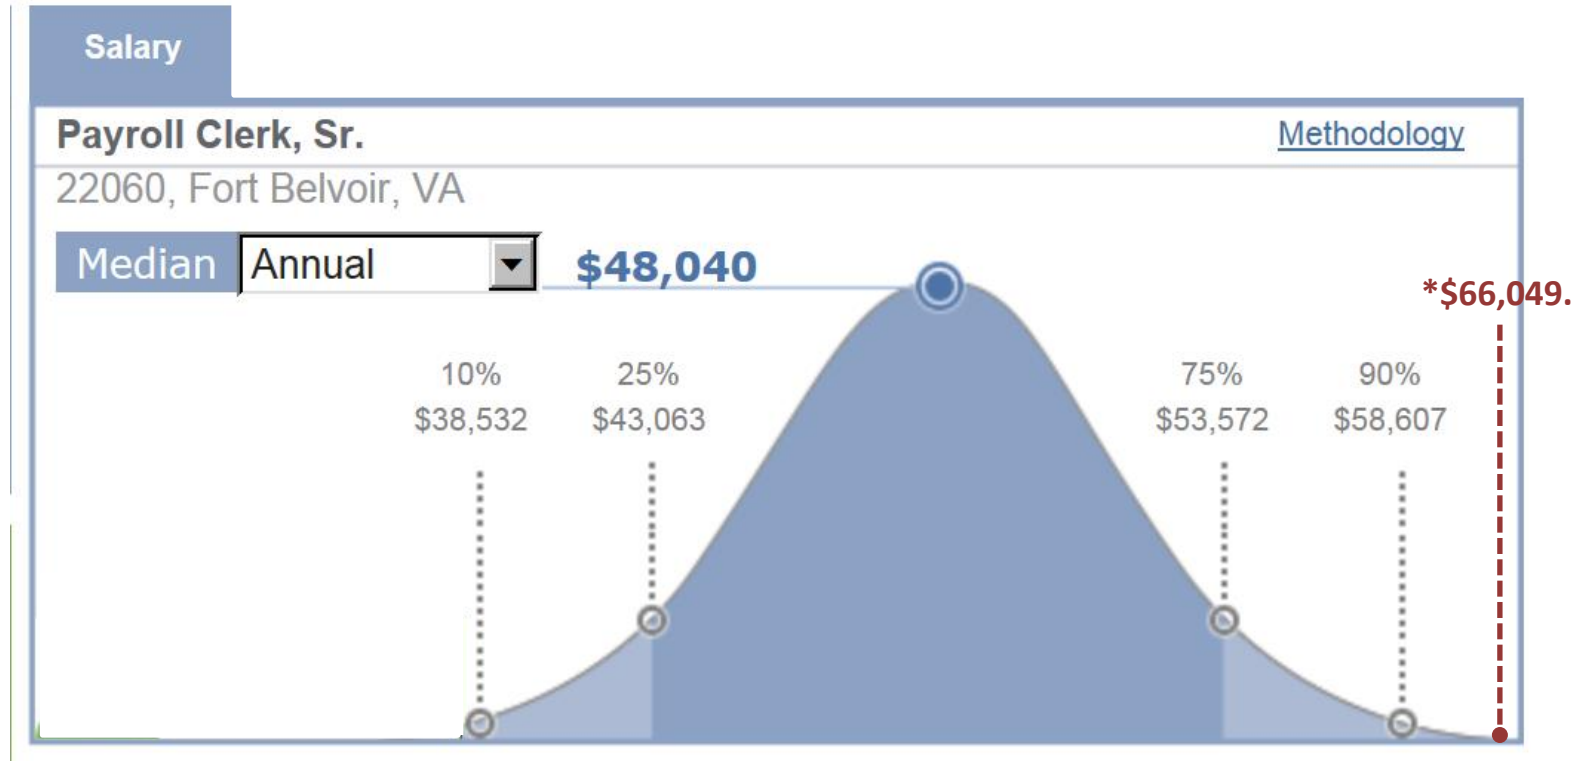 Salary
Payroll Clerk, Sr.
Methodology
22060, Fort Belvoir, VA
Median Annual $48,040
*$66,049.
10% 25% 75% 90%
$38,532 $43,063 $53,572 $58,607